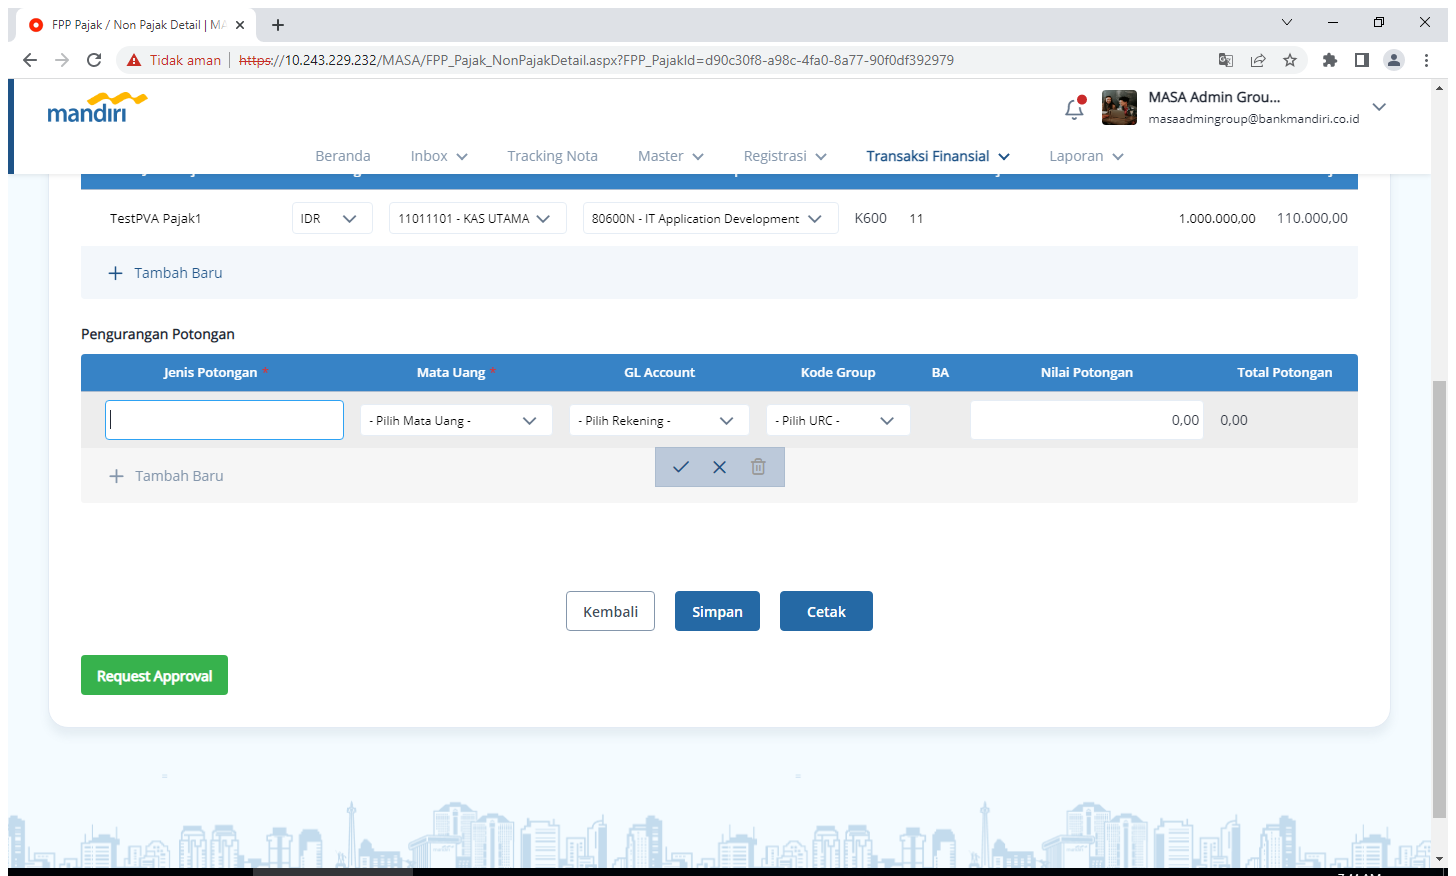 FPP Pajak / Non Pajak Detail | MA
Tidak aman | https://10.243.229.232/MASA/FPP_Pajak_NonPajakDetail.aspx?FPP_PajakId=d90c30f8-a98c-4fa0-8a77-90f0df392979
mandiri
MASA Admin Grou...
masaadmingroup@bankmandiri.co.id
Beranda Inbox Tracking Nota Master Registrasi Transaksi Finansial Laporan
TestPVA Pajak1 IDR 11011101 - KAS UTAMA 80600N - IT Application Development K600 11 1.000.000,00 110.000,00
+ Tambah Baru
Pengurangan Potongan
Jenis Potongan * Mata Uang * GL Account Kode Group BA Nilai Potongan Total Potongan
- Pilih Mata Uang - - Pilih Rekening - - Pilih URC - 0,00 0,00
+ Tambah Baru
Kembali Simpan Cetak
Request Approval